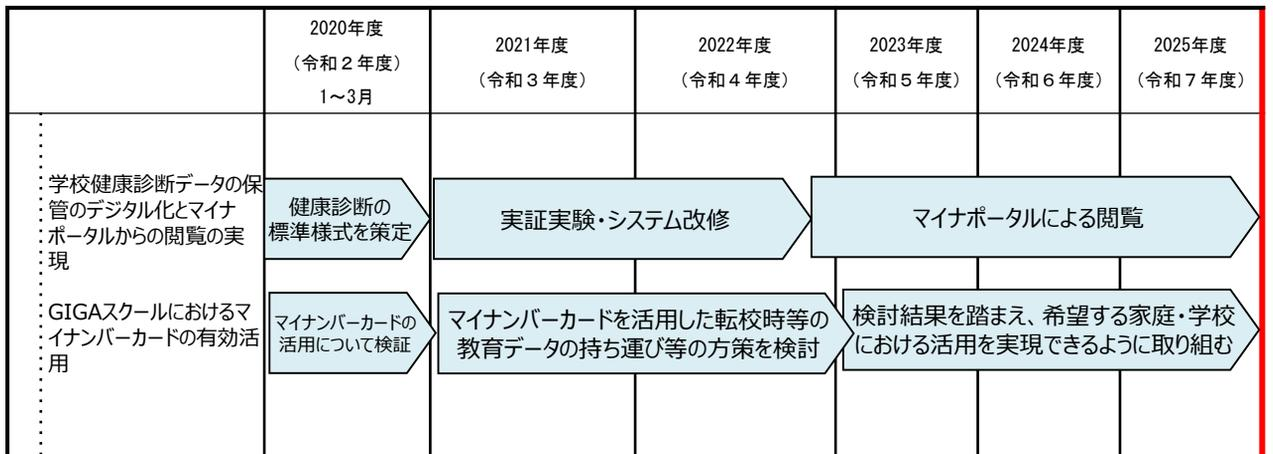 2020年度
（令和２年度）
1～3月
2021年度
（令和３年度）
2022年度
（令和４年度）
2023年度
（令和５年度）
2024年度
（令和６年度）
2025年度
（令和７年度）
学校健康診断データの保
管のデジタル化とマイナ
ポータルからの閲覧の実
現
健康診断の
標準様式を策定
実証実験・システム改修
マイナポータルによる閲覧
GIGAスクールにおけるマ
イナンバーカードの有効活
用
マイナンバーカードの
活用について検証
マイナンバーカードを活用した転校時等の
教育データの持ち運び等の方策を検討
検討結果を踏まえ、希望する家庭・学校
における活用を実現できるように取り組む